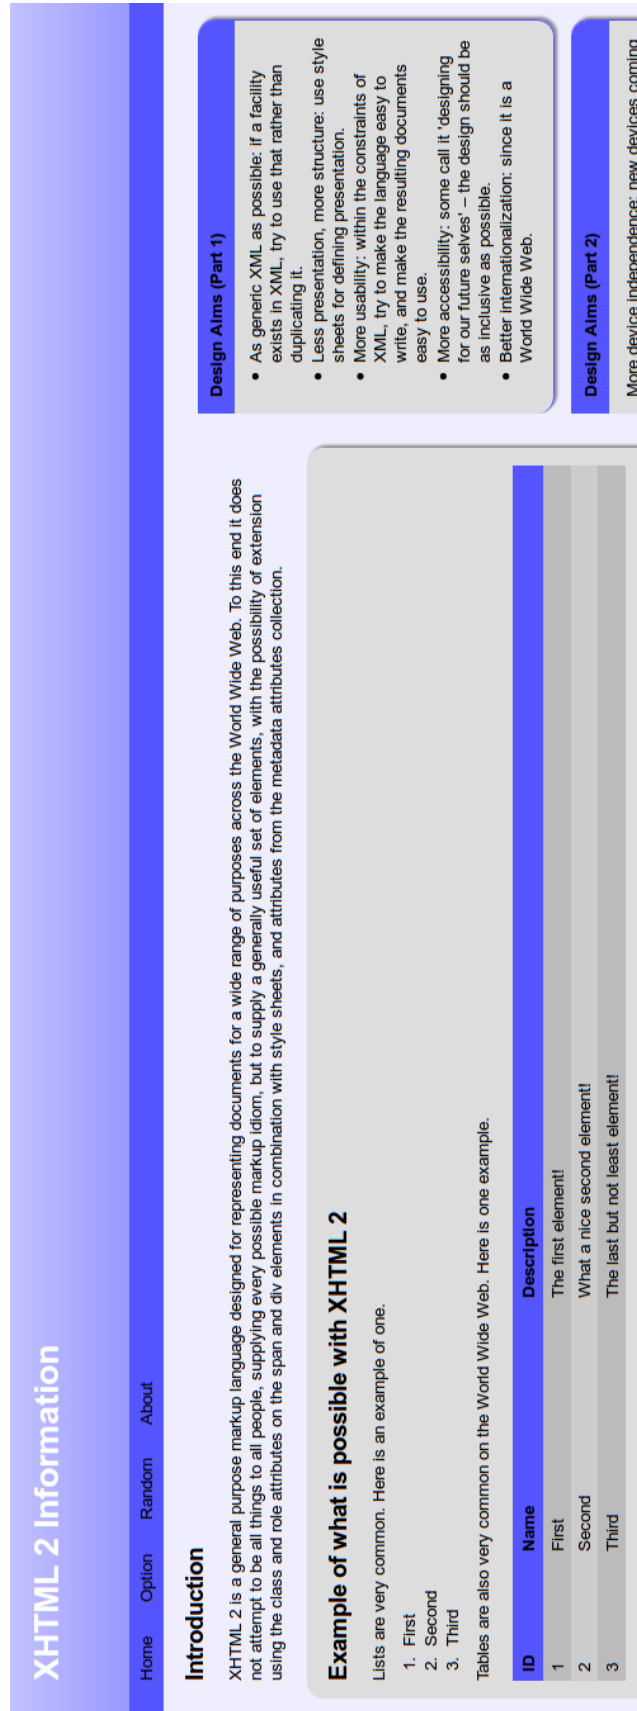 XHTML 2 Information
Home Option Random About
Introduction
XHTML 2 is a general purpose markup language designed for representing documents for a wide range of purposes across the World Wide Web. To this end it does
not attempt to be all things to all people, supplying every possible markup idiom, but to supply a generally useful set of elements, with the possibility of extension
using the class and role attributes on the span and div elements in combination with style sheets, and attributes from the metadata attributes collection.
Example of what is possible with XHTML 2
Lists are very common. Here is an example of one.
1. First
2. Second
3. Third
Tables are also very common on the World Wide Web. Here is one example.
ID Name Description
1 First The first element!
2 Second What a nice second element!
3 Third The last but not least element!
Design Aims (Part 1)
• As generic XML as possible: if a facility
exists in XML, try to use that rather than
duplicating it.
• Less presentation, more structure: use style
sheets for defining presentation.
• More usability: within the constraints of
XML, try to make the language easy to
write, and make the resulting documents
easy to use.
• More accessibility: some call it 'designing
for our future selves' – the design should be
as inclusive as possible.
• Better internationalization: since it is a
World Wide Web.
Design Aims (Part 2)
More device independence: new devices coming